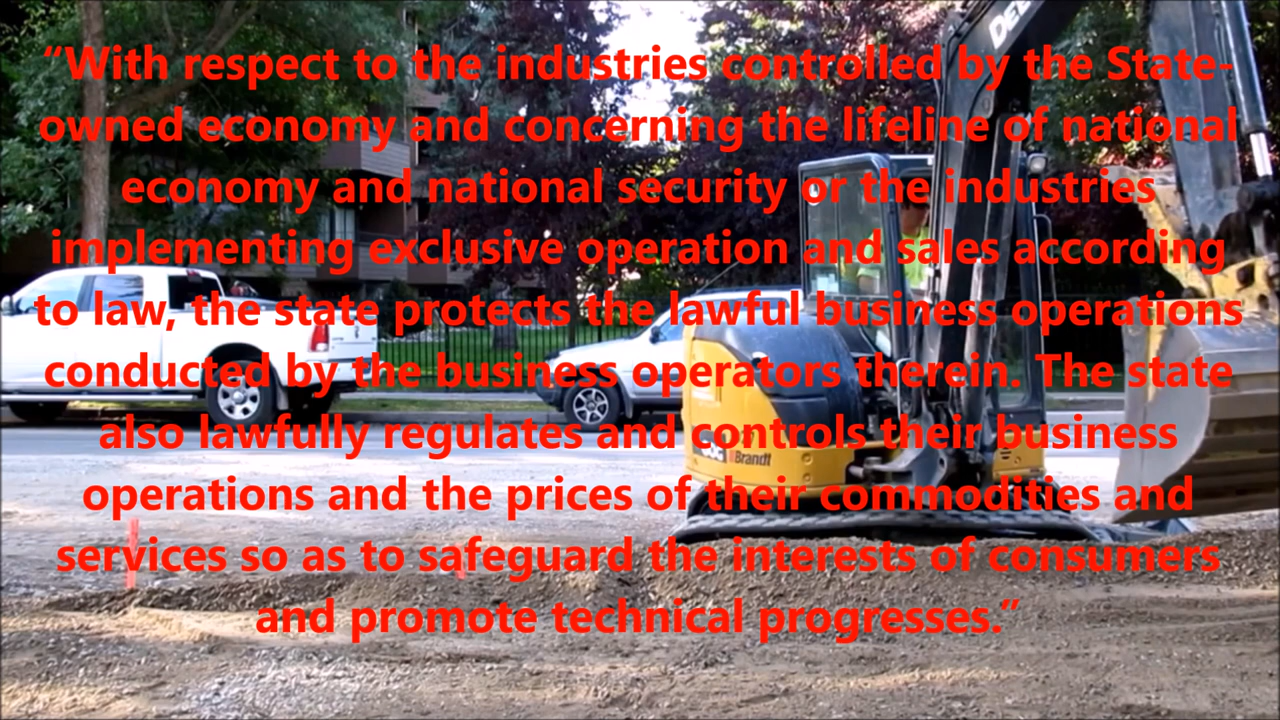 “With respect to the industries controlled by the State-
owned economy and concerning the lifeline of national
economy and national security or the industries
implementing exclusive operation and sales according
to law, the state protects the lawful business operations
conducted by the business operators therein. The state
also lawfully regulates and controls their business
operations and the prices of their commodities and
services so as to safeguard the interests of consumers
and promote technical progresses.”
Brandt